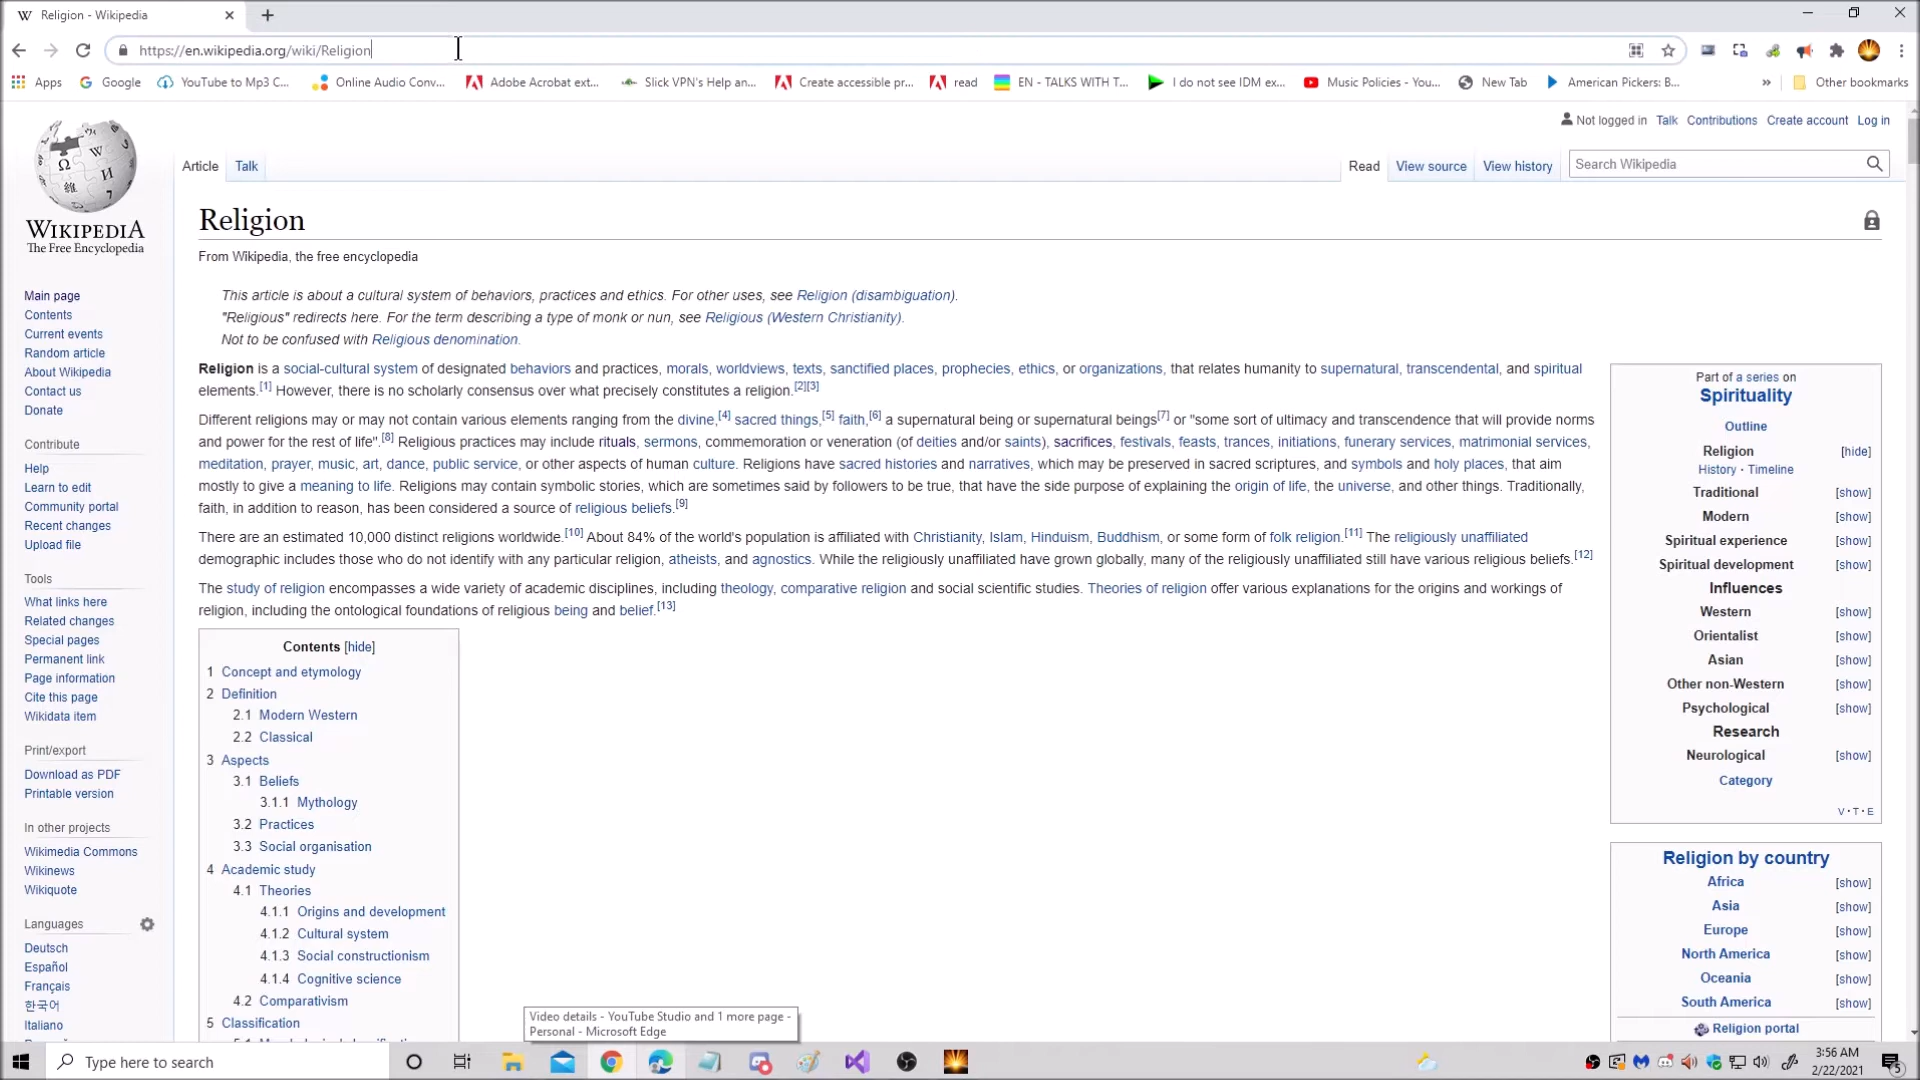 Religion - Wikipedia
https://en.wikipedia.org/wiki/Religion
Apps Google YouTube to Mp3 C... Online Audio Conv... Adobe Acrobat ext... Slick VPN's Help an... Create accessible pr... read EN - TALKS WITH T... I do not see IDM ex... Music Policies - You... New Tab American Pickers: B... » Other bookmarks
Not logged in Talk Contributions Create account Log in
Article Talk Read View source View history Search Wikipedia
WIKIPEDIA
The Free Encyclopedia
Main page
Contents
Current events
Random article
About Wikipedia
Contact us
Donate
Contribute
Help
Learn to edit
Community portal
Recent changes
Upload file
Tools
What links here
Related changes
Special pages
Permanent link
Page information
Cite this page
Wikidata item
Print/export
Download as PDF
Printable version
In other projects
Wikimedia Commons
Wikinews
Wikiquote
Languages
Deutsch
Español
Français
한국어
Italiano
Religion
From Wikipedia, the free encyclopedia
This article is about a cultural system of behaviors, practices and ethics. For other uses, see Religion (disambiguation).
"Religious" redirects here. For the term describing a type of monk or nun, see Religious (Western Christianity).
Not to be confused with Religious denomination.
Religion is a social-cultural system of designated behaviors and practices, morals, worldviews, texts, sanctified places, prophecies, ethics, or organizations, that relates humanity to supernatural, transcendental, and spiritual
elements.[1] However, there is no scholarly consensus over what precisely constitutes a religion.[2][3]
Different religions may or may not contain various elements ranging from the divine,[4] sacred things,[5] faith,[6] a supernatural being or supernatural beings[7] or "some sort of ultimacy and transcendence that will provide norms
and power for the rest of life".[8] Religious practices may include rituals, sermons, commemoration or veneration (of deities and/or saints), sacrifices, festivals, feasts, trances, initiations, funerary services, matrimonial services,
meditation, prayer, music, art, dance, public service, or other aspects of human culture. Religions have sacred histories and narratives, which may be preserved in sacred scriptures, and symbols and holy places, that aim
mostly to give a meaning to life. Religions may contain symbolic stories, which are sometimes said by followers to be true, that have the side purpose of explaining the origin of life, the universe, and other things. Traditionally,
faith, in addition to reason, has been considered a source of religious beliefs.[9]
There are an estimated 10,000 distinct religions worldwide.[10] About 84% of the world's population is affiliated with Christianity, Islam, Hinduism, Buddhism, or some form of folk religion.[11] The religiously unaffiliated
demographic includes those who do not identify with any particular religion, atheists, and agnostics. While the religiously unaffiliated have grown globally, many of the religiously unaffiliated still have various religious beliefs.[12]
The study of religion encompasses a wide variety of academic disciplines, including theology, comparative religion and social scientific studies. Theories of religion offer various explanations for the origins and workings of
religion, including the ontological foundations of religious being and belief.[13]
Contents [hide]
1 Concept and etymology
2 Definition
2.1 Modern Western
2.2 Classical
3 Aspects
3.1 Beliefs
3.1.1 Mythology
3.2 Practices
3.3 Social organisation
4 Academic study
4.1 Theories
4.1.1 Origins and development
4.1.2 Cultural system
4.1.3 Social constructionism
4.1.4 Cognitive science
4.2 Comparativism
5 Classification
Part of a series on
Spirituality
Outline
Religion [hide]
History · Timeline
Traditional [show]
Modern [show]
Spiritual experience [show]
Spiritual development [show]
Influences
Western [show]
Orientalist [show]
Asian [show]
Other non-Western [show]
Psychological [show]
Research
Neurological [show]
Category
V · T · E
Religion by country
Africa [show]
Asia [show]
Europe [show]
North America [show]
Oceania [show]
South America [show]
Religion portal
Video details - YouTube Studio and 1 more page -
Personal - Microsoft Edge
Type here to search
3:56 AM
2/22/2021
5